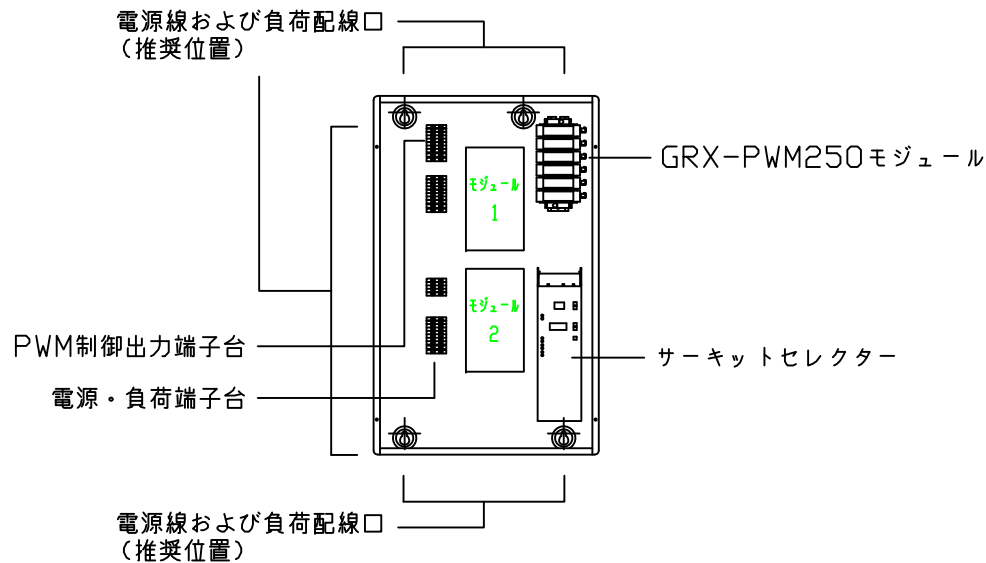 電源線および負荷配線口
（推奨位置）
GRX-PWM250モジュール
モジュール
1
モジュール
2
PWM制御出力端子台
サーキットセレクター
電源・負荷端子台
電源線および負荷配線口
（推奨位置）